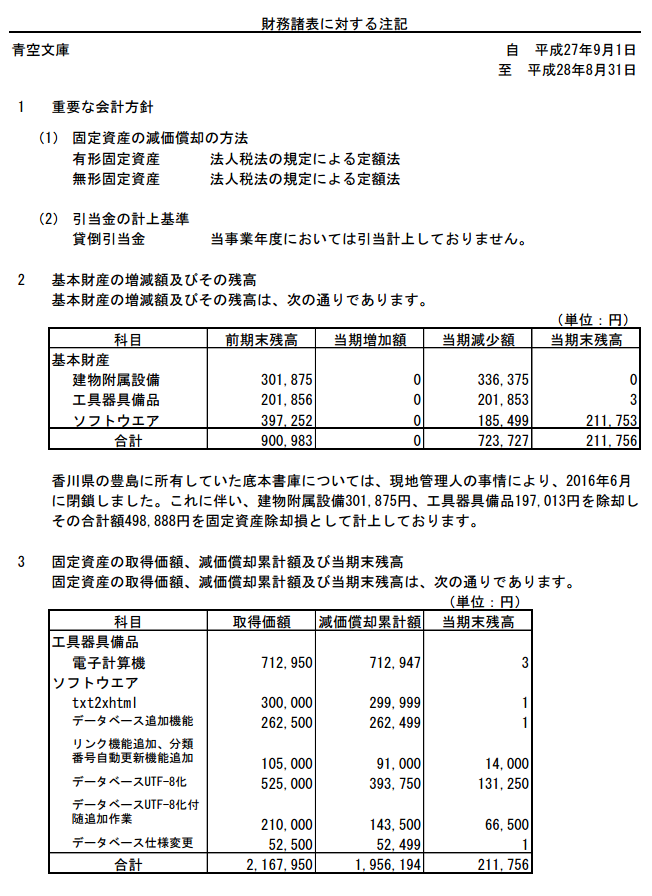 財務諸表に対する注記
青空文庫 自 平成27年9月1日
至 平成28年8月31日
1 重要な会計方針
(1) 固定資産の減価償却の方法
有形固定資産 法人税法の規定による定額法
無形固定資産 法人税法の規定による定額法
(2) 引当金の計上基準
貸倒引当金 当事業年度においては引当計上しておりません。
2 基本財産の増減額及びその残高
基本財産の増減額及びその残高は、次の通りであります。
(単位:円)
科目 前期末残高 当期増加額 当期減少額 当期末残高
基本財産
建物附属設備 301,875 0 336,375 0
工具器具備品 201,856 0 201,853 3
ソフトウエア 397,252 0 185,499 211,753
合計 900,983 0 723,727 211,756
香川県の豊島に所有していた底本書庫については、現地管理人の事情により、2016年6月
に閉鎖しました。これに伴い、建物附属設備301,875円、工具器具備品197,013円を除却し
その合計額498,888円を固定資産除却損として計上しております。
3 固定資産の取得価額、減価償却累計額及び当期末残高
固定資産の取得価額、減価償却累計額及び当期末残高は、次の通りであります。
(単位:円)
科目 取得価額 減価償却累計額 当期末残高
工具器具備品
電子計算機 712,950 712,947 3
ソフトウエア
txt2xhtml 300,000 299,999 1
データベース追加機能 262,500 262,499 1
リンク機能追加、分類
番号自動更新機能追加 105,000 91,000 14,000
データベースUTF-8化 525,000 393,750 131,250
データベースUTF-8化付
随追加作業 210,000 143,500 66,500
データベース仕様変更 52,500 52,499 1
合計 2,167,950 1,956,194 211,756